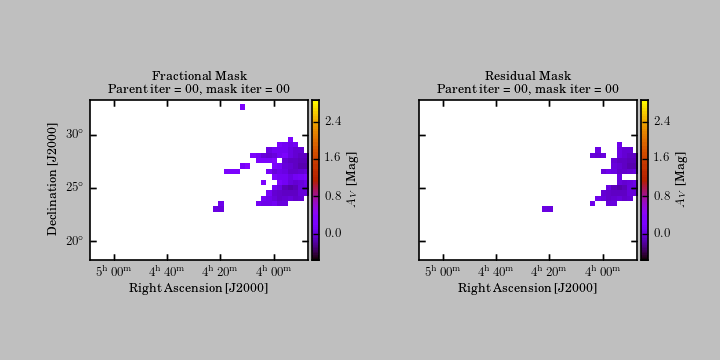 Fractional Mask
Parent iter = 00, mask iter = 00
Declination [J2000]
30°
25°
20°
5ʰ 00ᵐ 4ʰ 40ᵐ 4ʰ 20ᵐ 4ʰ 00ᵐ
Right Ascension [J2000]
2.4
1.6
0.8
0.0
A_V [Mag]
Residual Mask
Parent iter = 00, mask iter = 00
5ʰ 00ᵐ 4ʰ 40ᵐ 4ʰ 20ᵐ 4ʰ 00ᵐ
Right Ascension [J2000]
2.4
1.6
0.8
0.0
A_V [Mag]